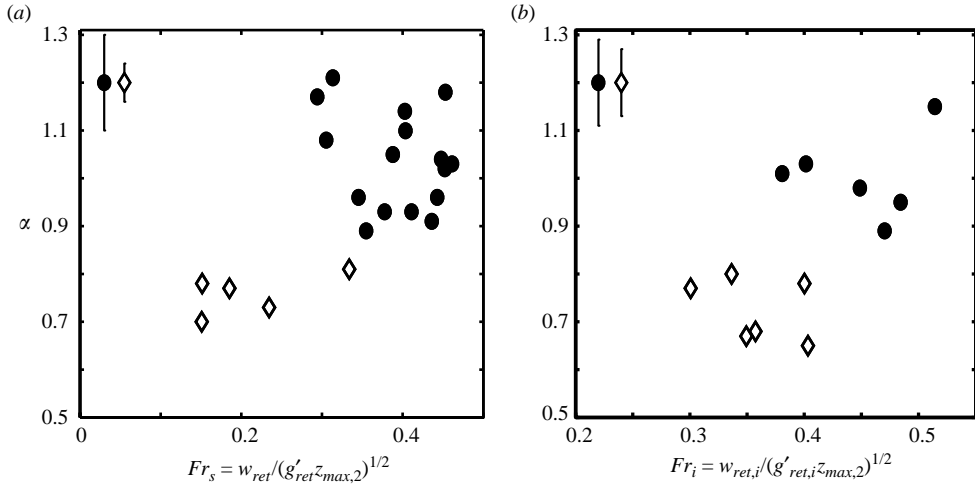 (a)
(b)
1.3
1.1
α 0.9
0.7
0.5
0 0.2 0.4
Fr_s = w_ret/(g′_ret z_max,2)^1/2
1.3
1.1
0.9
0.7
0.5
0.2 0.3 0.4 0.5
Fr_i = w_ret,i/(g′_ret,i z_max,2)^1/2